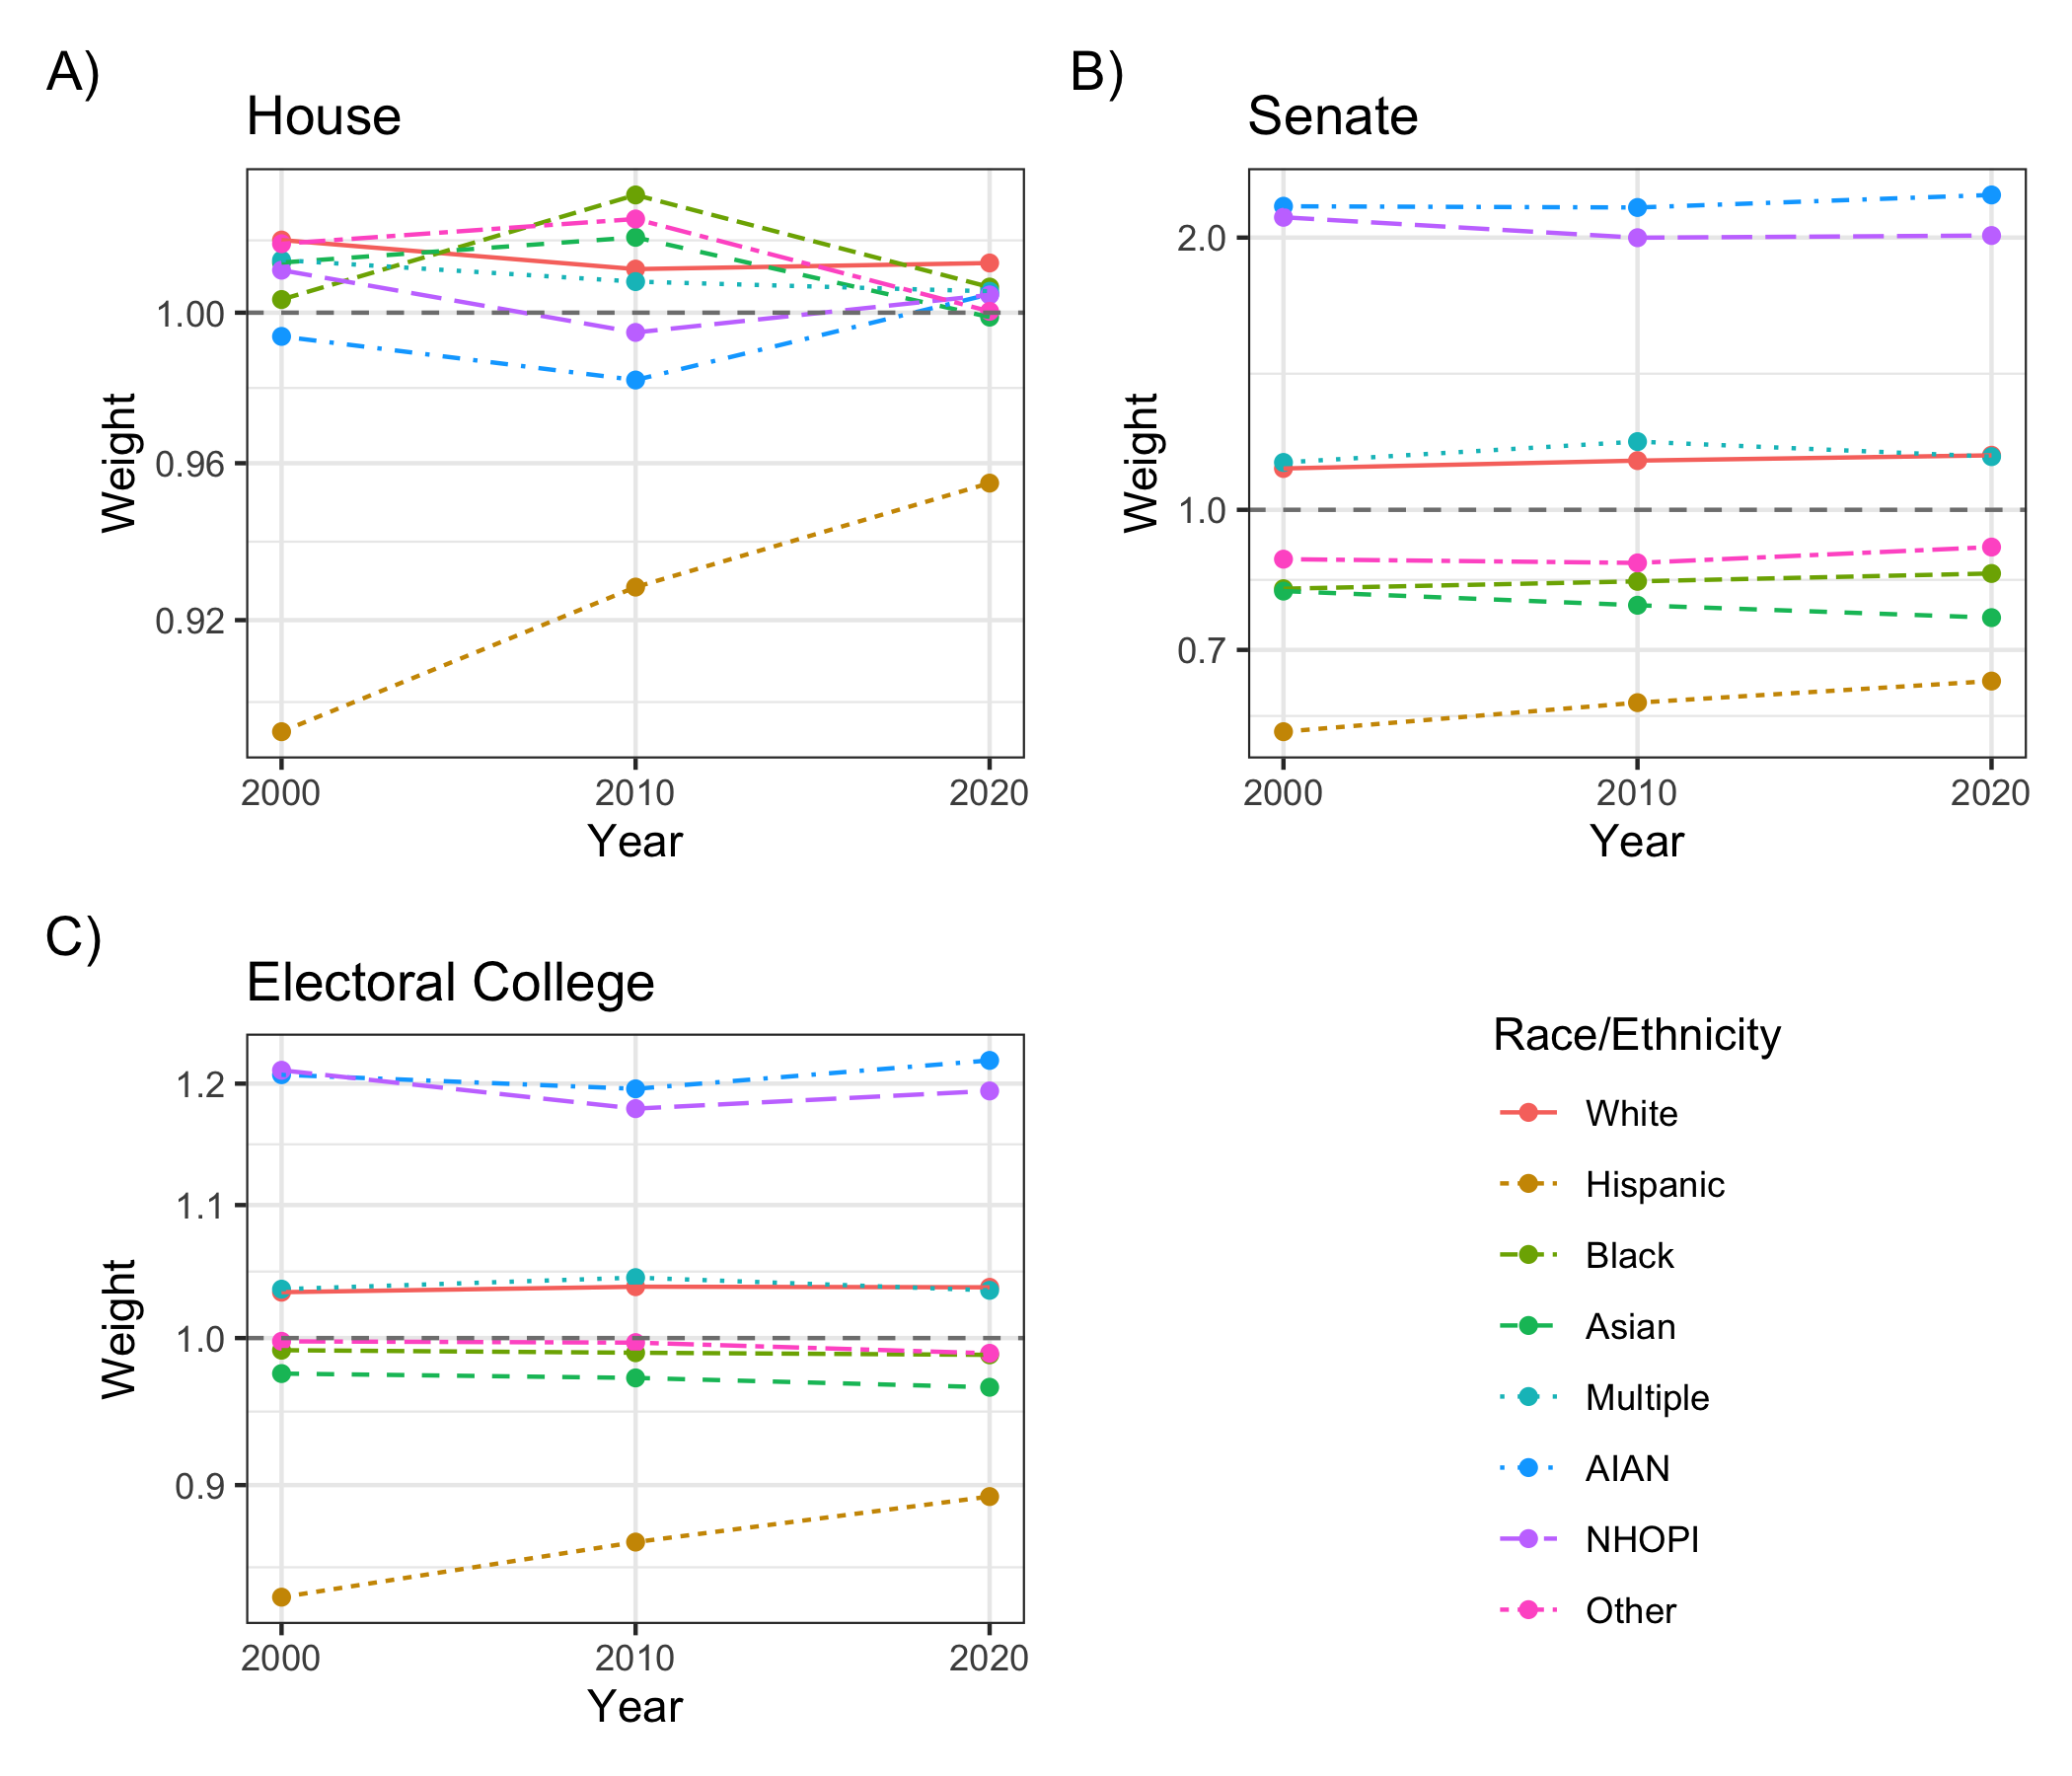 A)
House
Weight
1.00
0.96
0.92
2000 2010 2020
Year
B)
Senate
Weight
2.0
1.0
0.7
2000 2010 2020
Year
C)
Electoral College
Weight
1.2
1.1
1.0
0.9
2000 2010 2020
Year
Race/Ethnicity
White
Hispanic
Black
Asian
Multiple
AIAN
NHOPI
Other